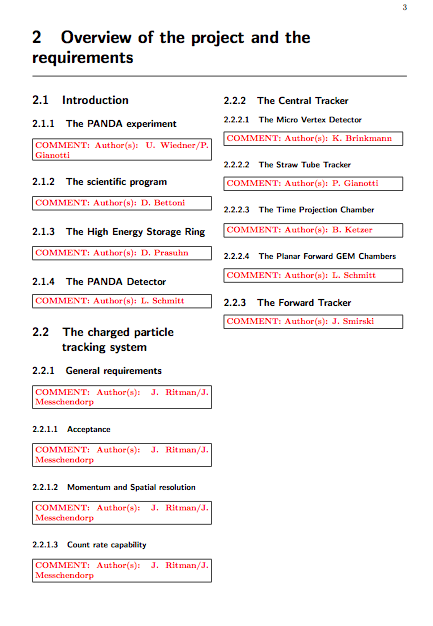 3
2 Overview of the project and the
requirements
2.1 Introduction
2.1.1 The PANDA experiment
COMMENT: Author(s): U. Wiedner/P.
Gianotti
2.1.2 The scientific program
COMMENT: Author(s): D. Bettoni
2.1.3 The High Energy Storage Ring
COMMENT: Author(s): D. Prasuhn
2.1.4 The PANDA Detector
COMMENT: Author(s): L. Schmitt
2.2 The charged particle
tracking system
2.2.1 General requirements
COMMENT: Author(s): J. Ritman/J.
Messchendorp
2.2.1.1 Acceptance
COMMENT: Author(s): J. Ritman/J.
Messchendorp
2.2.1.2 Momentum and Spatial resolution
COMMENT: Author(s): J. Ritman/J.
Messchendorp
2.2.1.3 Count rate capability
COMMENT: Author(s): J. Ritman/J.
Messchendorp
2.2.2 The Central Tracker
2.2.2.1 The Micro Vertex Detector
COMMENT: Author(s): K. Brinkmann
2.2.2.2 The Straw Tube Tracker
COMMENT: Author(s): P. Gianotti
2.2.2.3 The Time Projection Chamber
COMMENT: Author(s): B. Ketzer
2.2.2.4 The Planar Forward GEM Chambers
COMMENT: Author(s): L. Schmitt
2.2.3 The Forward Tracker
COMMENT: Author(s): J. Smirski